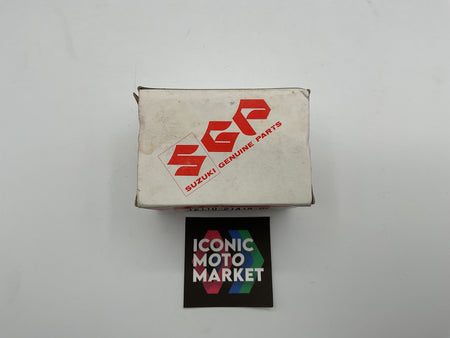 SGP
SUZUKI GENUINE PARTS
ICONIC
MOTO
MARKET